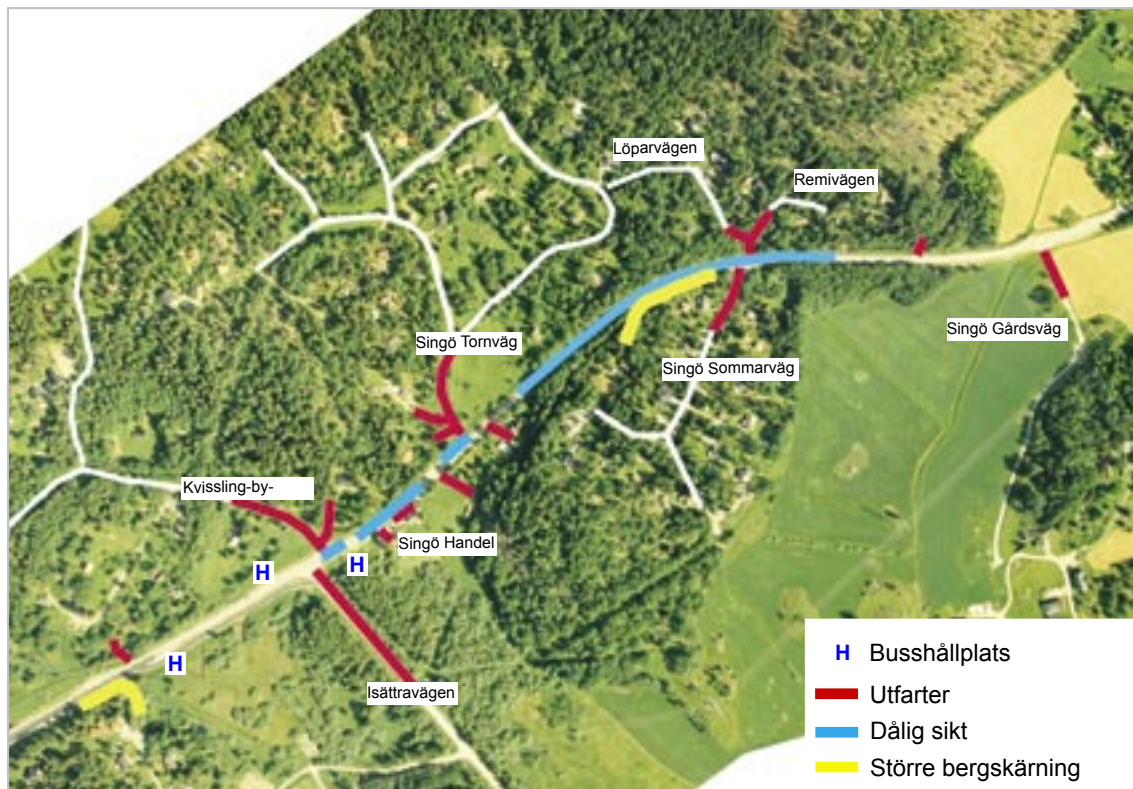 Löparvägen
Remivägen
Singö Tornväg
Singö Gårdsväg
Singö Sommarväg
Kvissling-by-
Singö Handel
H
H
H
Isättravägen
H Busshållplats
Utfarter
Dålig sikt
Större bergskärning